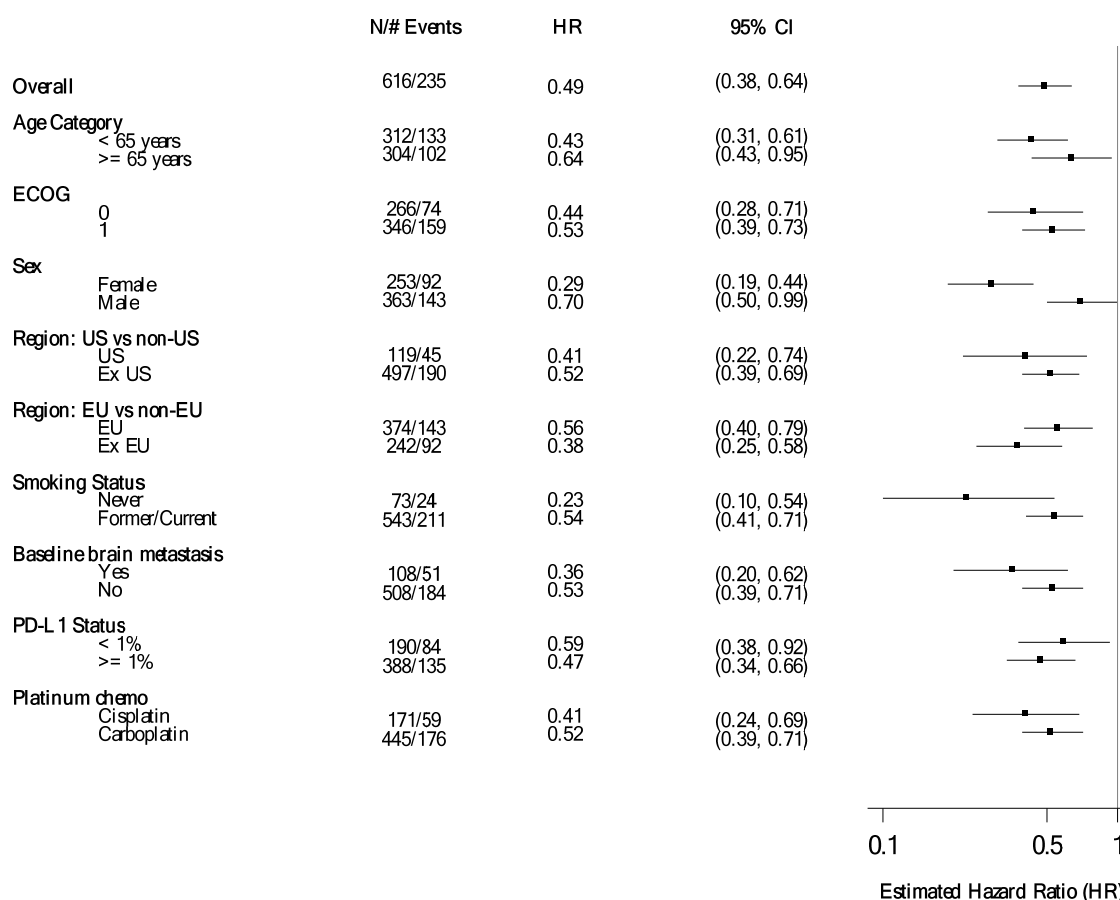 N/# Events HR 95% CI
Overall 616/235 0.49 (0.38, 0.64)
Age Category
< 65 years 312/133 0.43 (0.31, 0.61)
>= 65 years 304/102 0.64 (0.43, 0.95)
ECOG
0 266/74 0.44 (0.28, 0.71)
1 346/159 0.53 (0.39, 0.73)
Sex
Female 253/92 0.29 (0.19, 0.44)
Male 363/143 0.70 (0.50, 0.99)
Region: US vs non-US
US 119/45 0.41 (0.22, 0.74)
Ex US 497/190 0.52 (0.39, 0.69)
Region: EU vs non-EU
EU 374/143 0.56 (0.40, 0.79)
Ex EU 242/92 0.38 (0.25, 0.58)
Smoking Status
Never 73/24 0.23 (0.10, 0.54)
Former/Current 543/211 0.54 (0.41, 0.71)
Baseline brain metastasis
Yes 108/51 0.36 (0.20, 0.62)
No 508/184 0.53 (0.39, 0.71)
PD-L1 Status
< 1% 190/84 0.59 (0.38, 0.92)
>= 1% 388/135 0.47 (0.34, 0.66)
Platinum chemo
Cisplatin 171/59 0.41 (0.24, 0.69)
Carboplatin 445/176 0.52 (0.39, 0.71)
0.1 0.5 1
Estimated Hazard Ratio (HR)